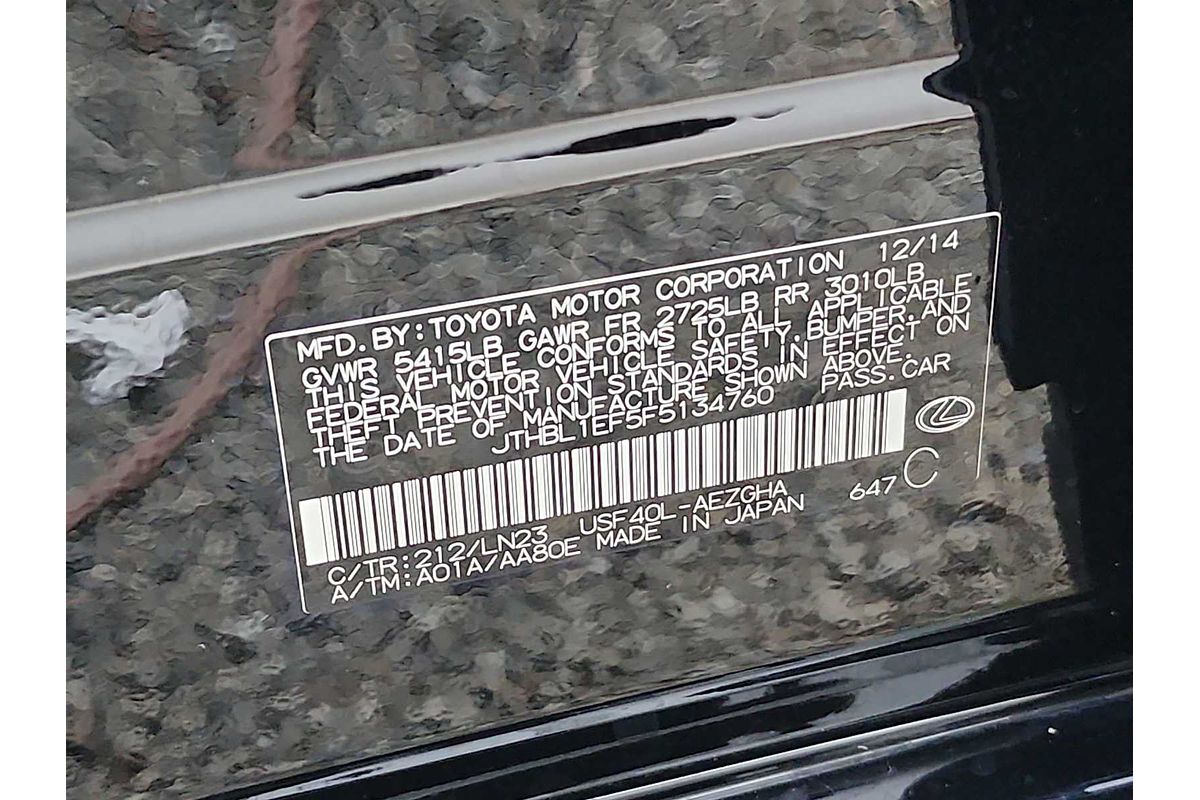 MFD. BY: TOYOTA MOTOR CORPORATION 12/14
GVWR 5415LB GAWR FR 2725LB RR 3010LB
THIS VEHICLE CONFORMS TO ALL APPLICABLE
FEDERAL MOTOR VEHICLE SAFETY, BUMPER, AND
THEFT PREVENTION STANDARDS IN EFFECT ON
THE DATE OF MANUFACTURE SHOWN ABOVE.
JTHBL1EF5F5134760 PASS. CAR
C/TR: 212/LN23 USF40L-AEZGHA 647 C
A/TM: A01A/AA80E MADE IN JAPAN